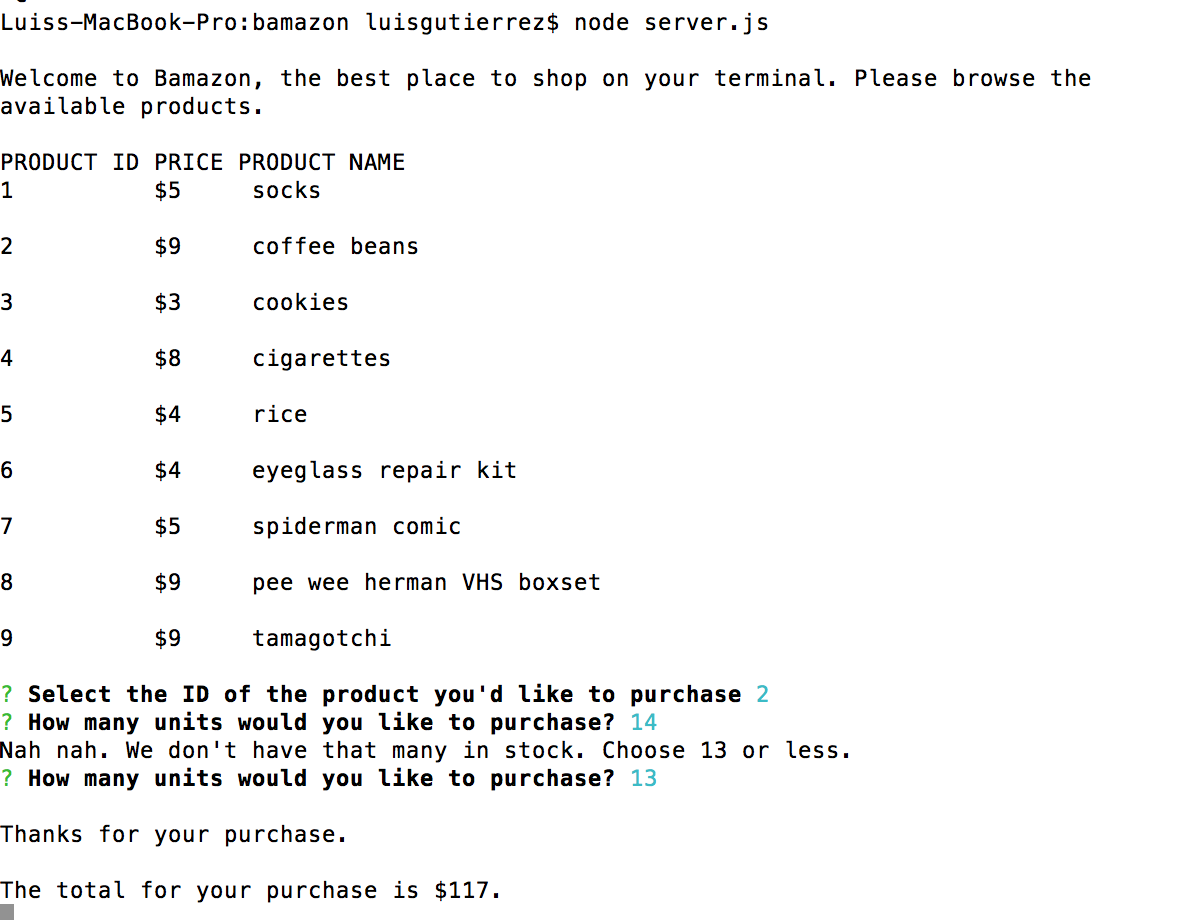 Luiss-MacBook-Pro:bamazon luisgutierrez$ node server.js
Welcome to Bamazon, the best place to shop on your terminal. Please browse the
available products.
PRODUCT ID PRICE PRODUCT NAME
1 $5 socks
2 $9 coffee beans
3 $3 cookies
4 $8 cigarettes
5 $4 rice
6 $4 eyeglass repair kit
7 $5 spiderman comic
8 $9 pee wee herman VHS boxset
9 $9 tamagotchi
? Select the ID of the product you'd like to purchase 2
? How many units would you like to purchase? 14
Nah nah. We don't have that many in stock. Choose 13 or less.
? How many units would you like to purchase? 13
Thanks for your purchase.
The total for your purchase is $117.